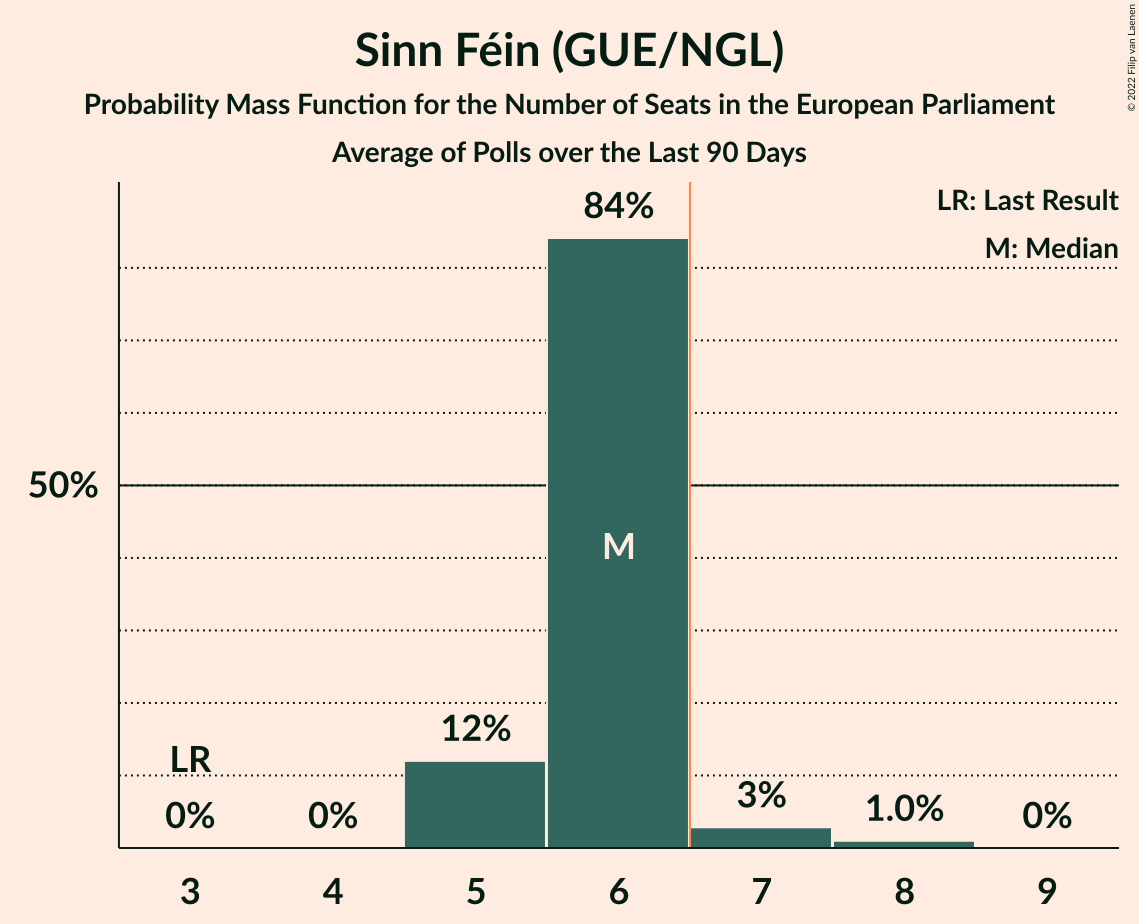 Sinn Féin (GUE/NGL)
Probability Mass Function for the Number of Seats in the European Parliament
Average of Polls over the Last 90 Days
© 2022 Filip van Laenen
LR: Last Result
M: Median
84%
50%
M
12%
LR
3%
1.0%
0%
0%
0%
3 4 5 6 7 8 9